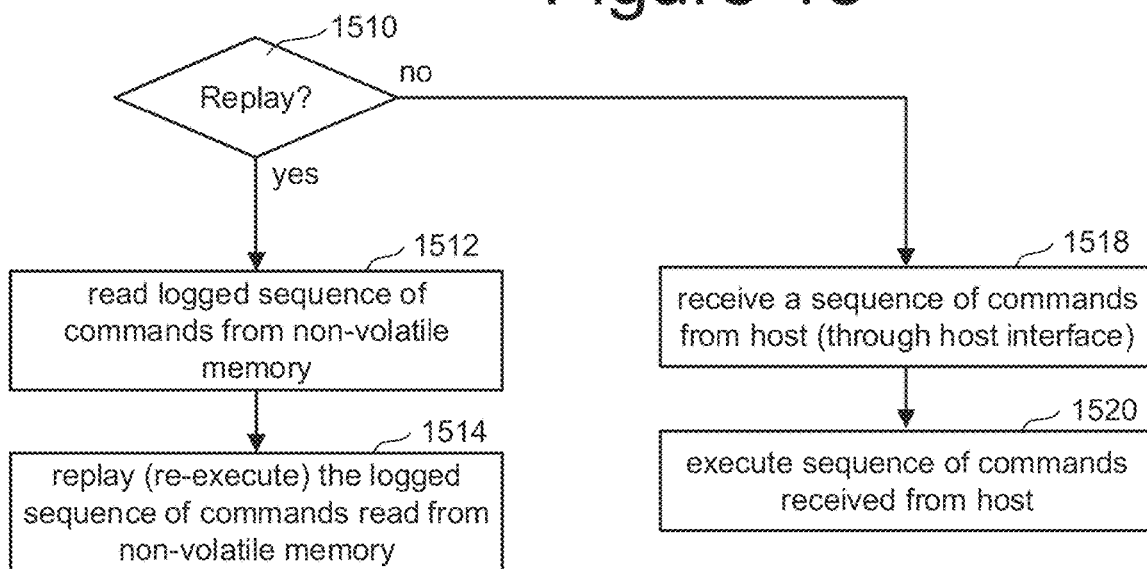 1510
Replay?
no
yes
1512
read logged sequence of
commands from non-volatile
memory
1514
replay (re-execute) the logged
sequence of commands read from
non-volatile memory
1518
receive a sequence of commands
from host (through host interface)
1520
execute sequence of commands
received from host